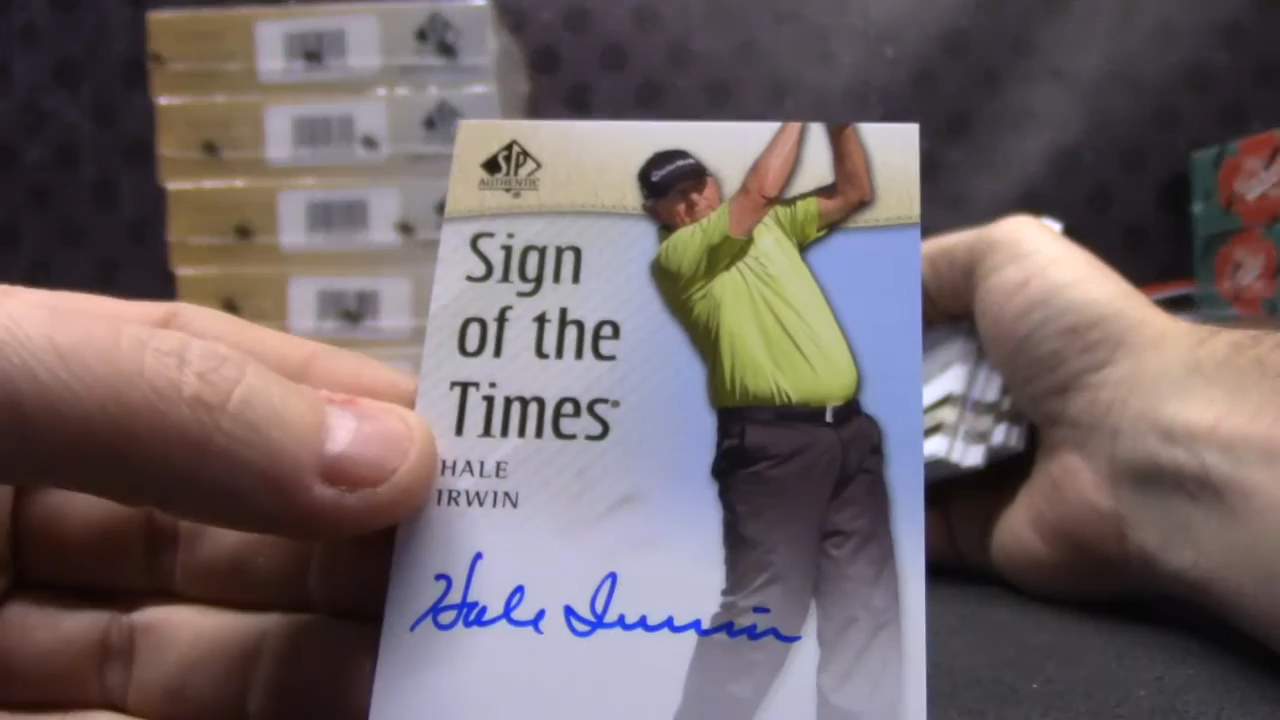 SP
AUTHENTIC
Sign
of the
Times
HALE
IRWIN
Hale Irwin